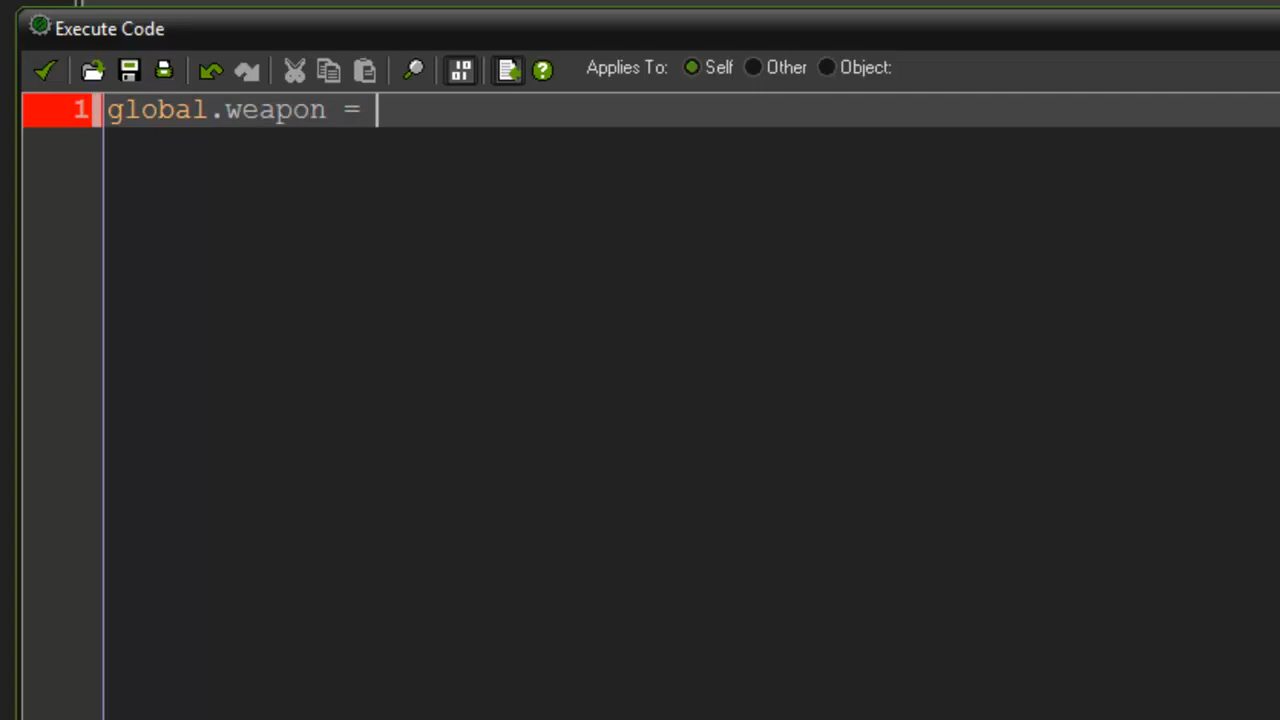 Execute Code
Applies To: Self Other Object:
1 global.weapon =